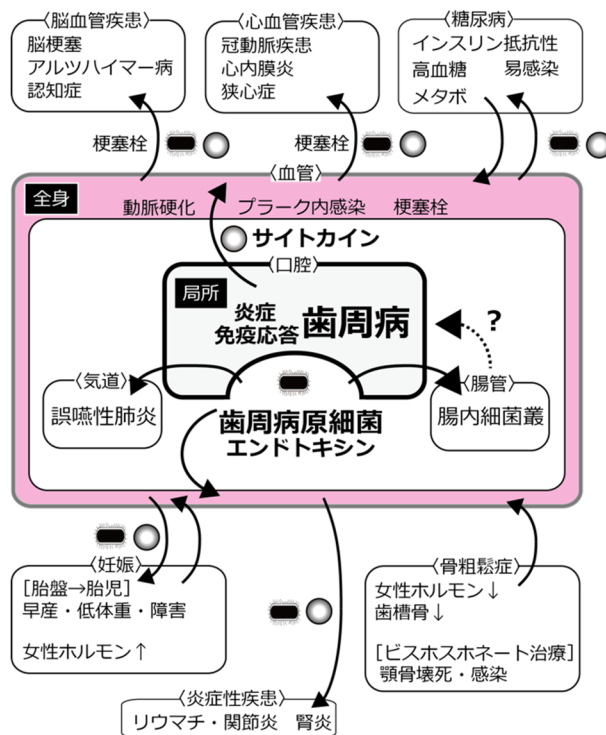 〈脳血管疾患〉
脳梗塞
アルツハイマー病
認知症
〈心血管疾患〉
冠動脈疾患
心内膜炎
狭心症
〈糖尿病〉
インスリン抵抗性
高血糖 易感染
メタボ
梗塞栓
梗塞栓
〈血管〉
全身
動脈硬化 プラーク内感染 梗塞栓
サイトカイン
〈口腔〉
局所
炎症
免疫応答
歯周病
?
〈気道〉
誤嚥性肺炎
〈腸管〉
腸内細菌叢
歯周病原細菌
エンドトキシン
〈妊娠〉
[胎盤→胎児]
早産・低体重・障害
女性ホルモン↑
〈骨粗鬆症〉
女性ホルモン↓
歯槽骨↓
[ビスホスホネート治療]
顎骨壊死・感染
〈炎症性疾患〉
リウマチ・関節炎 腎炎